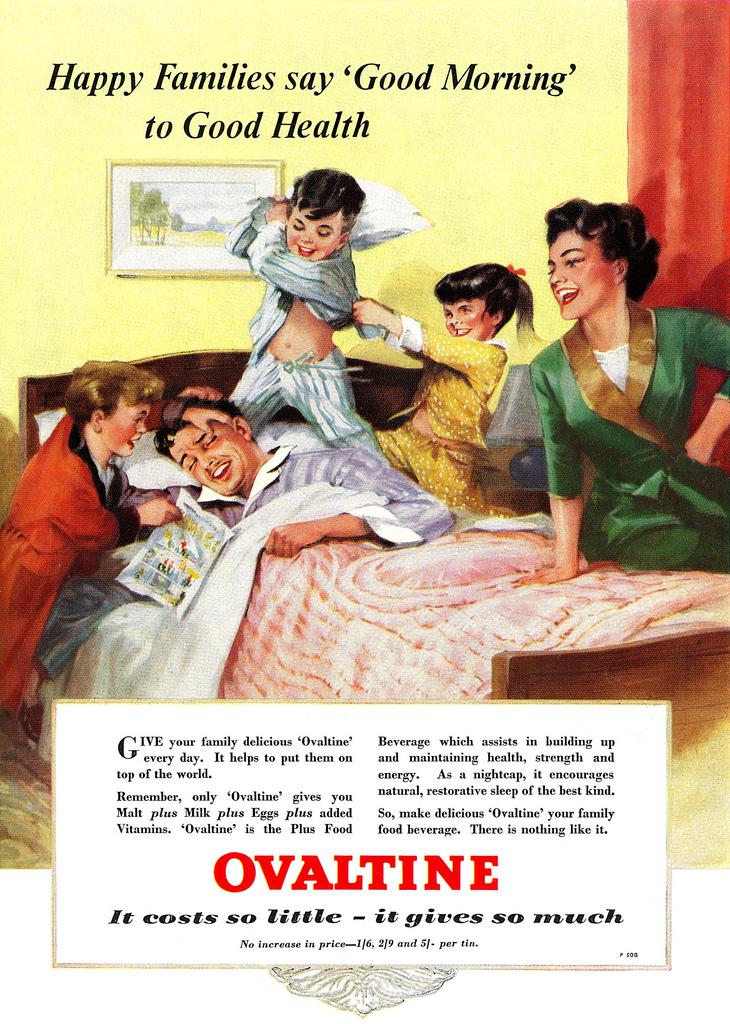 Happy Families say ‘Good Morning’
to Good Health
GIVE your family delicious ‘Ovaltine’
every day. It helps to put them on
top of the world.
Remember, only ‘Ovaltine’ gives you
Malt plus Milk plus Eggs plus added
Vitamins. ‘Ovaltine’ is the Plus Food
Beverage which assists in building up
and maintaining health, strength and
energy. As a nightcap, it encourages
natural, restorative sleep of the best kind.
So, make delicious ‘Ovaltine’ your family
food beverage. There is nothing like it.
OVALTINE
It costs so little – it gives so much
No increase in price—1/6, 2/9 and 5/- per tin.
P 50B